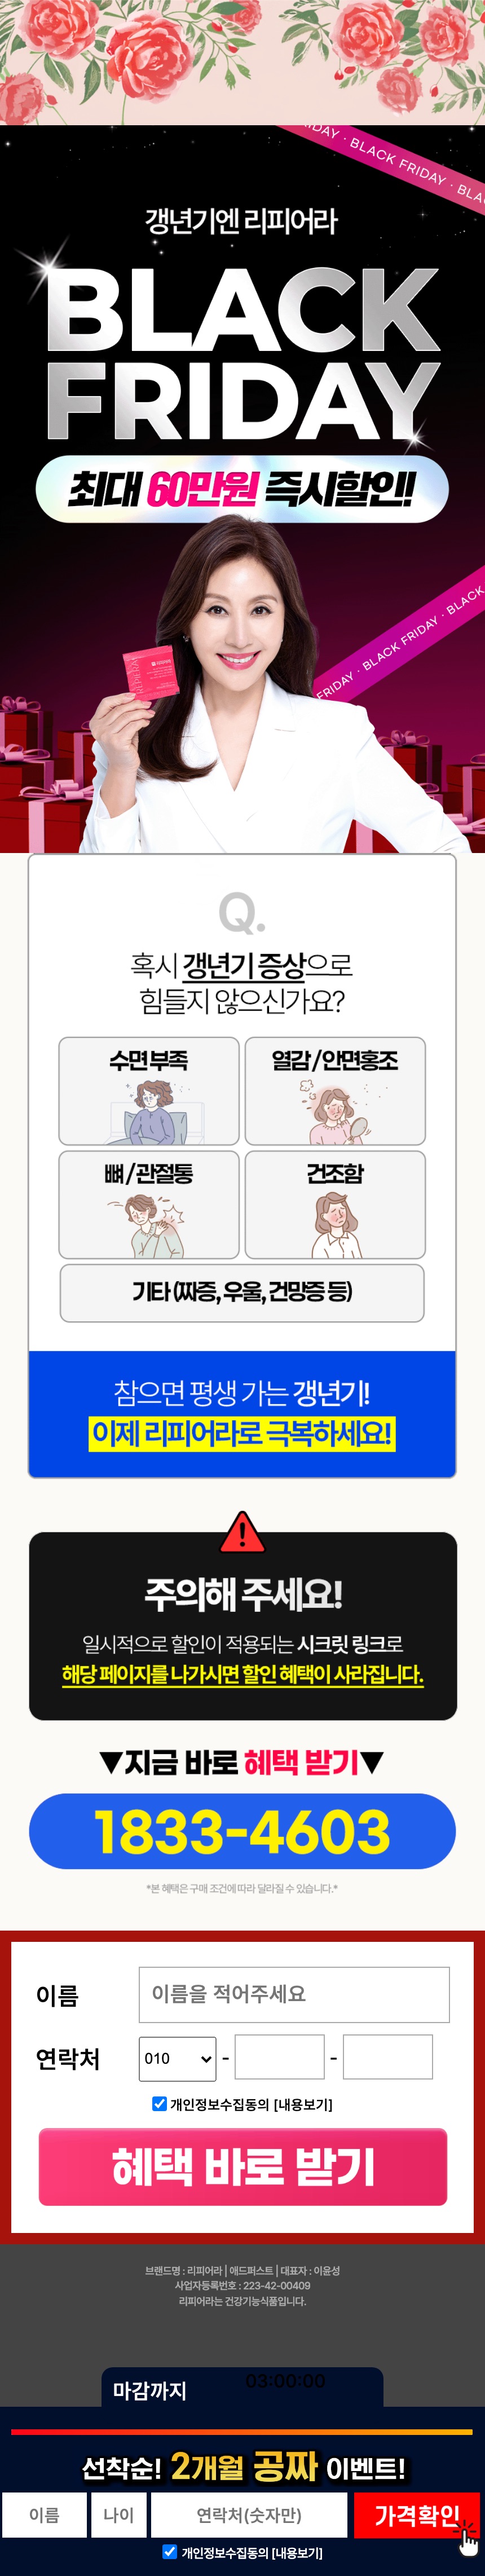 BLACK FRIDAY · BLACK FRIDAY · BLAC
갱년기엔 리피어라
BLACK
FRIDAY
최대 60만원 즉시할인!
FRIDAY · BLACK FRIDAY · BLACK
Q.
혹시 갱년기 증상으로
힘들지 않으신가요?
수면 부족
열감/안면홍조
뼈/관절통
건조함
기타 (짜증, 우울, 건망증 등)
참으면 평생 가는 갱년기!
이제 리피어라로 극복하세요!
!
주의해 주세요!
일시적으로 할인이 적용되는 시크릿 링크로
해당 페이지를 나가시면 할인 혜택이 사라집니다.
▼지금 바로 혜택 받기▼
1833-4603
*본 혜택은 구매 조건에 따라 달라질 수 있습니다.*
이름
이름을 적어주세요
연락처
010 - -
개인정보수집동의 [내용보기]
혜택 바로 받기
브랜드명 : 리피어라 | 애드퍼스트 | 대표자 : 이윤성
사업자등록번호 : 223-42-00409
리피어라는 건강기능식품입니다.
마감까지
03:00:00
선착순! 2개월 공짜 이벤트!
이름
나이
연락처(숫자만)
가격확인
개인정보수집동의 [내용보기]